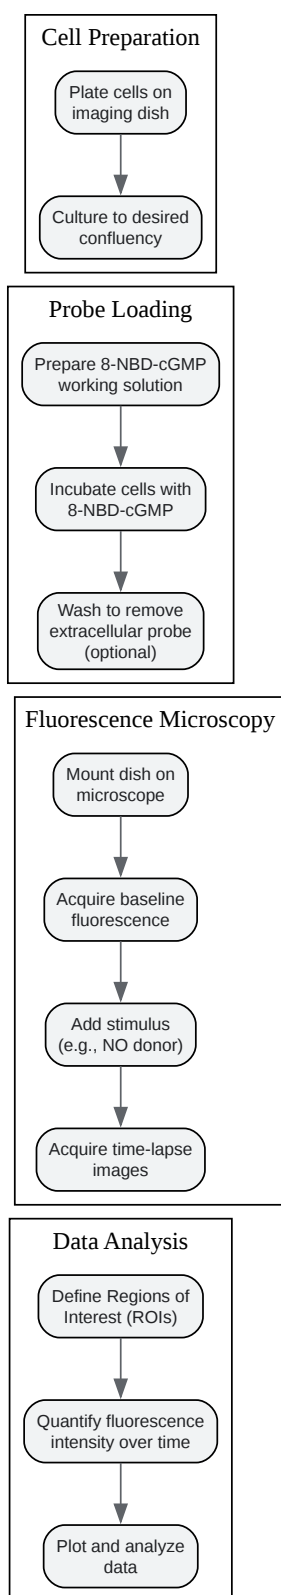 Cell Preparation
Plate cells on
imaging dish
Culture to desired
confluency
Probe Loading
Prepare 8-NBD-cGMP
working solution
Incubate cells with
8-NBD-cGMP
Wash to remove
extracellular probe
(optional)
Fluorescence Microscopy
Mount dish on
microscope
Acquire baseline
fluorescence
Add stimulus
(e.g., NO donor)
Acquire time-lapse
images
Data Analysis
Define Regions of
Interest (ROIs)
Quantify fluorescence
intensity over time
Plot and analyze
data